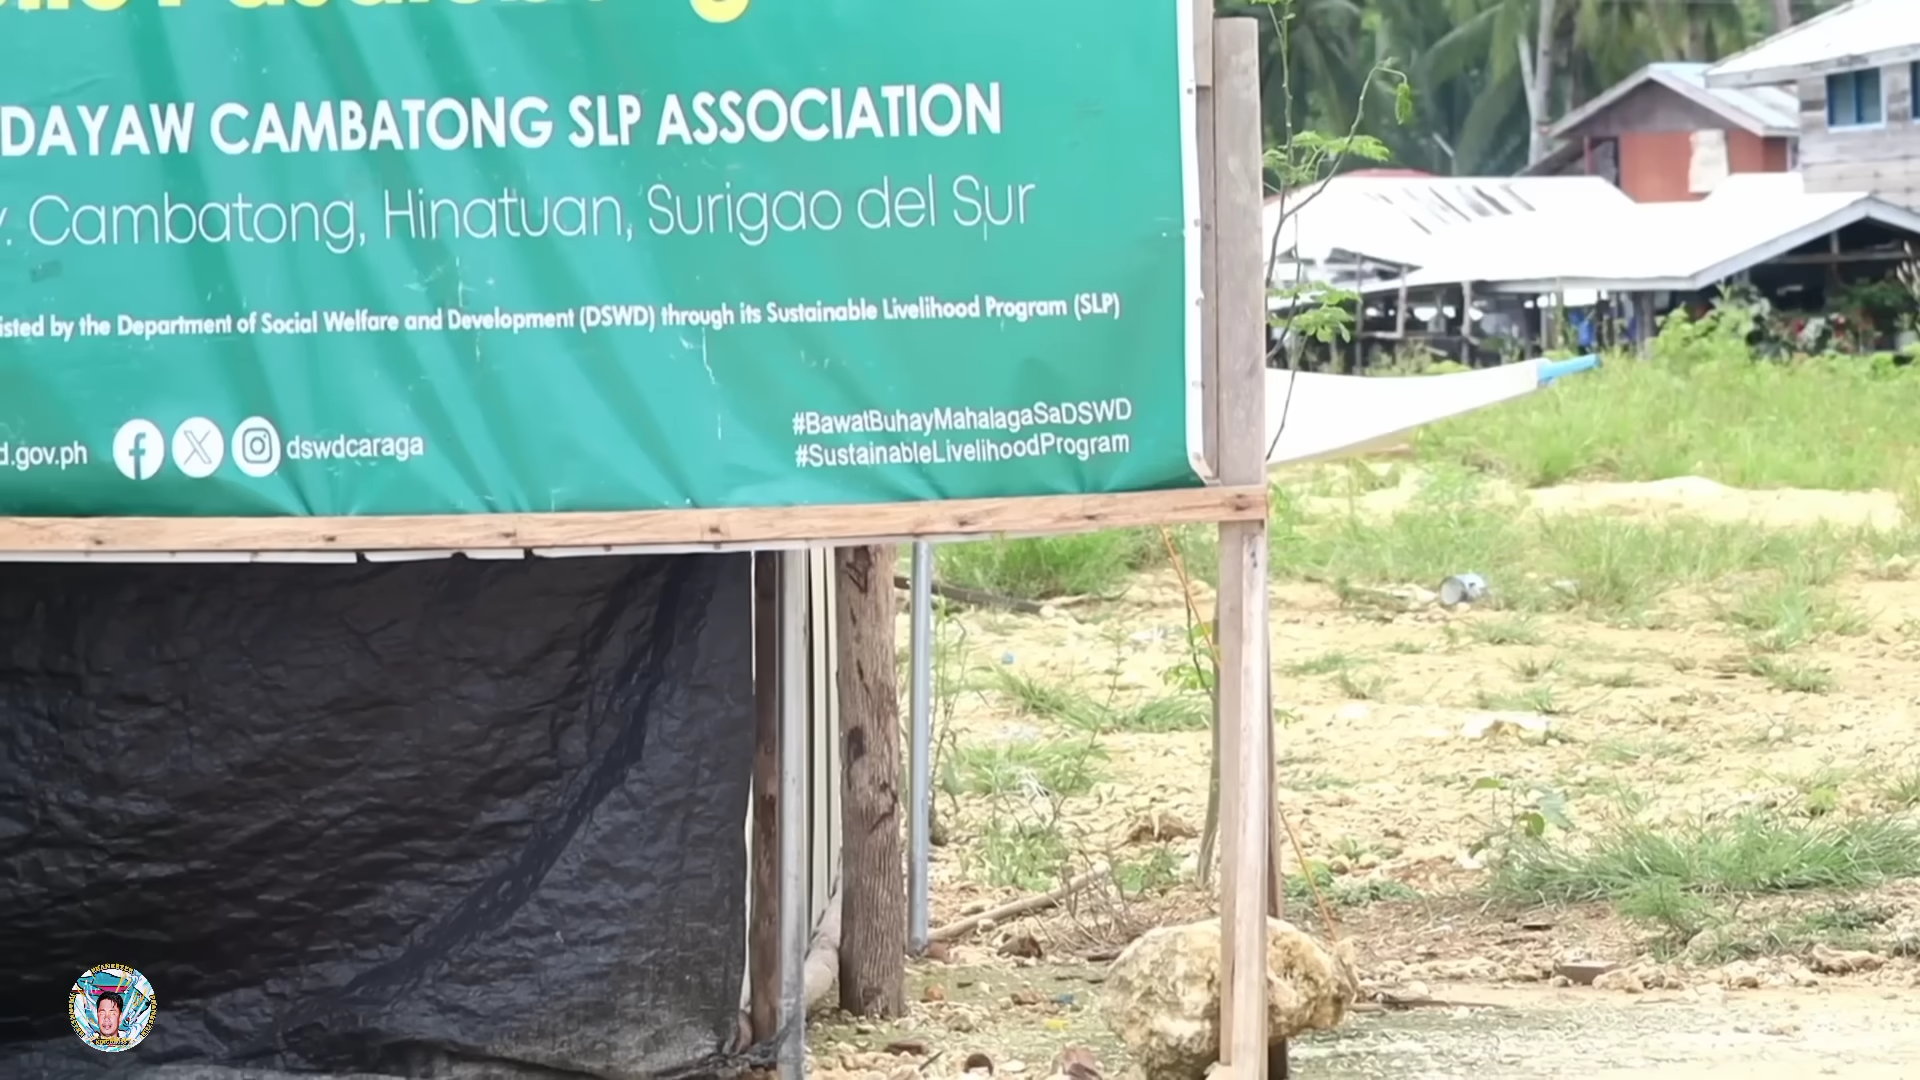 DAYAW CAMBATONG SLP ASSOCIATION
. Cambatong, Hinatuan, Surigao del Sur
isted by the Department of Social Welfare and Development (DSWD) through its Sustainable Livelihood Program (SLP)
d.gov.ph dswdcaraga
#BawatBuhayMahalagaSaDSWD
#SustainableLivelihoodProgram